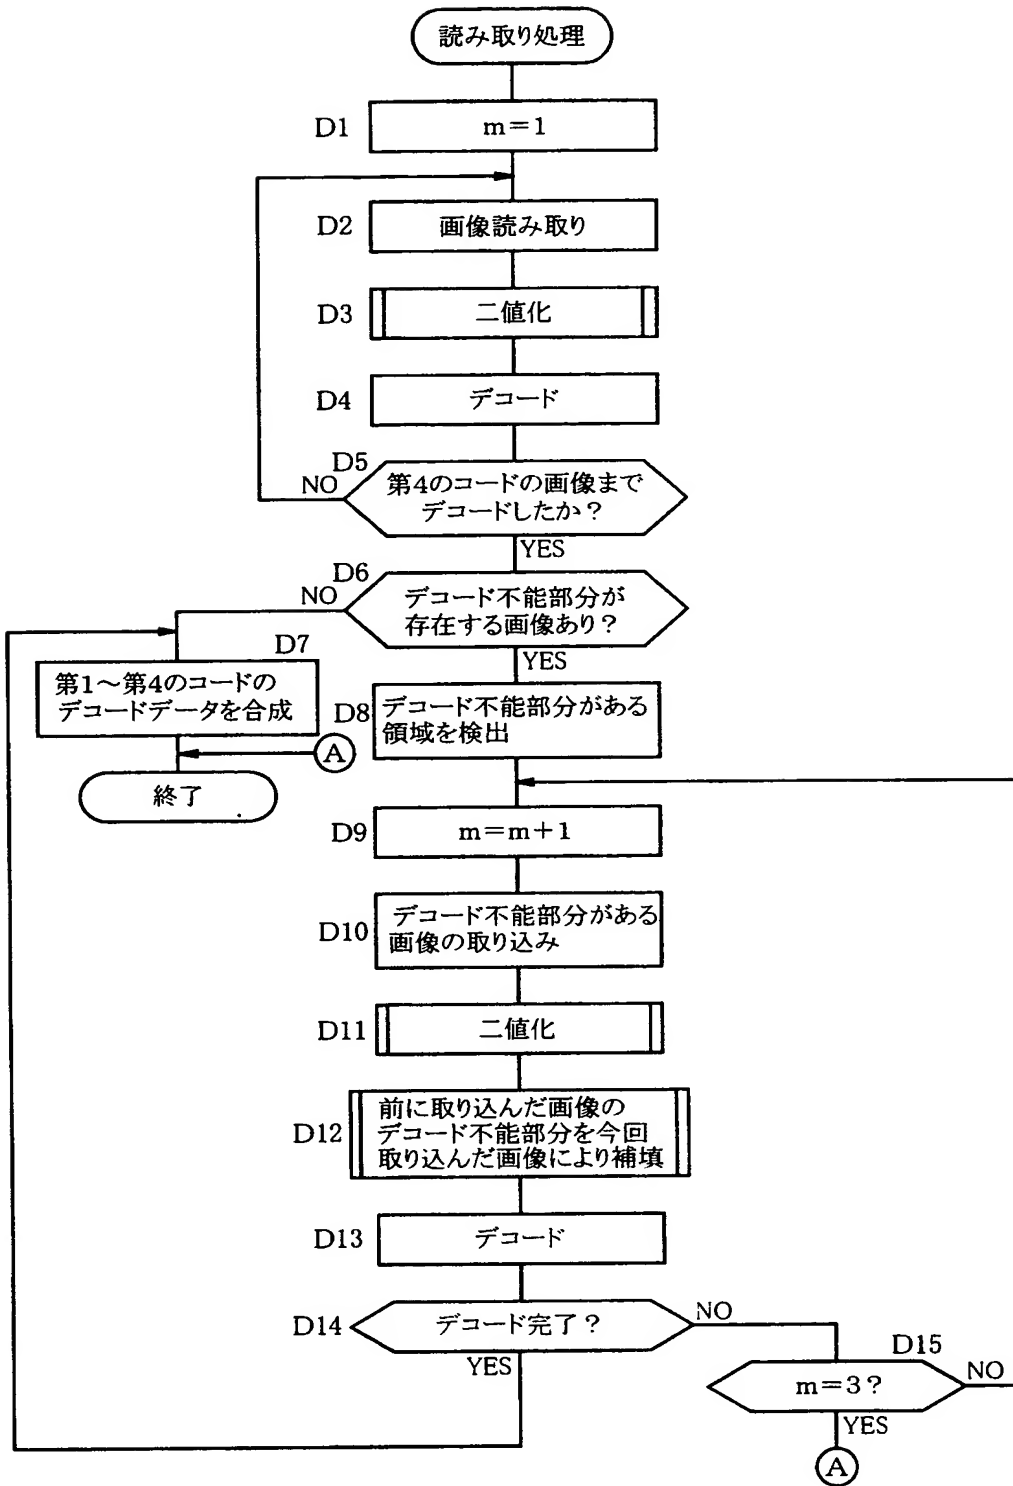 読み取り処理
D1
m=1
D2
画像読み取り
D3
二値化
D4
デコード
D5
NO
第4のコードの画像まで
デコードしたか？
YES
D6
NO
デコード不能部分が
存在する画像あり？
YES
D7
第1～第4のコードの
デコードデータを合成
A
終了
D8
デコード不能部分がある
領域を検出
D9
m=m+1
D10
デコード不能部分がある
画像の取り込み
D11
二値化
D12
前に取り込んだ画像の
デコード不能部分を今回
取り込んだ画像により補填
D13
デコード
D14
デコード完了？
NO
YES
D15
m=3?
NO
YES
A